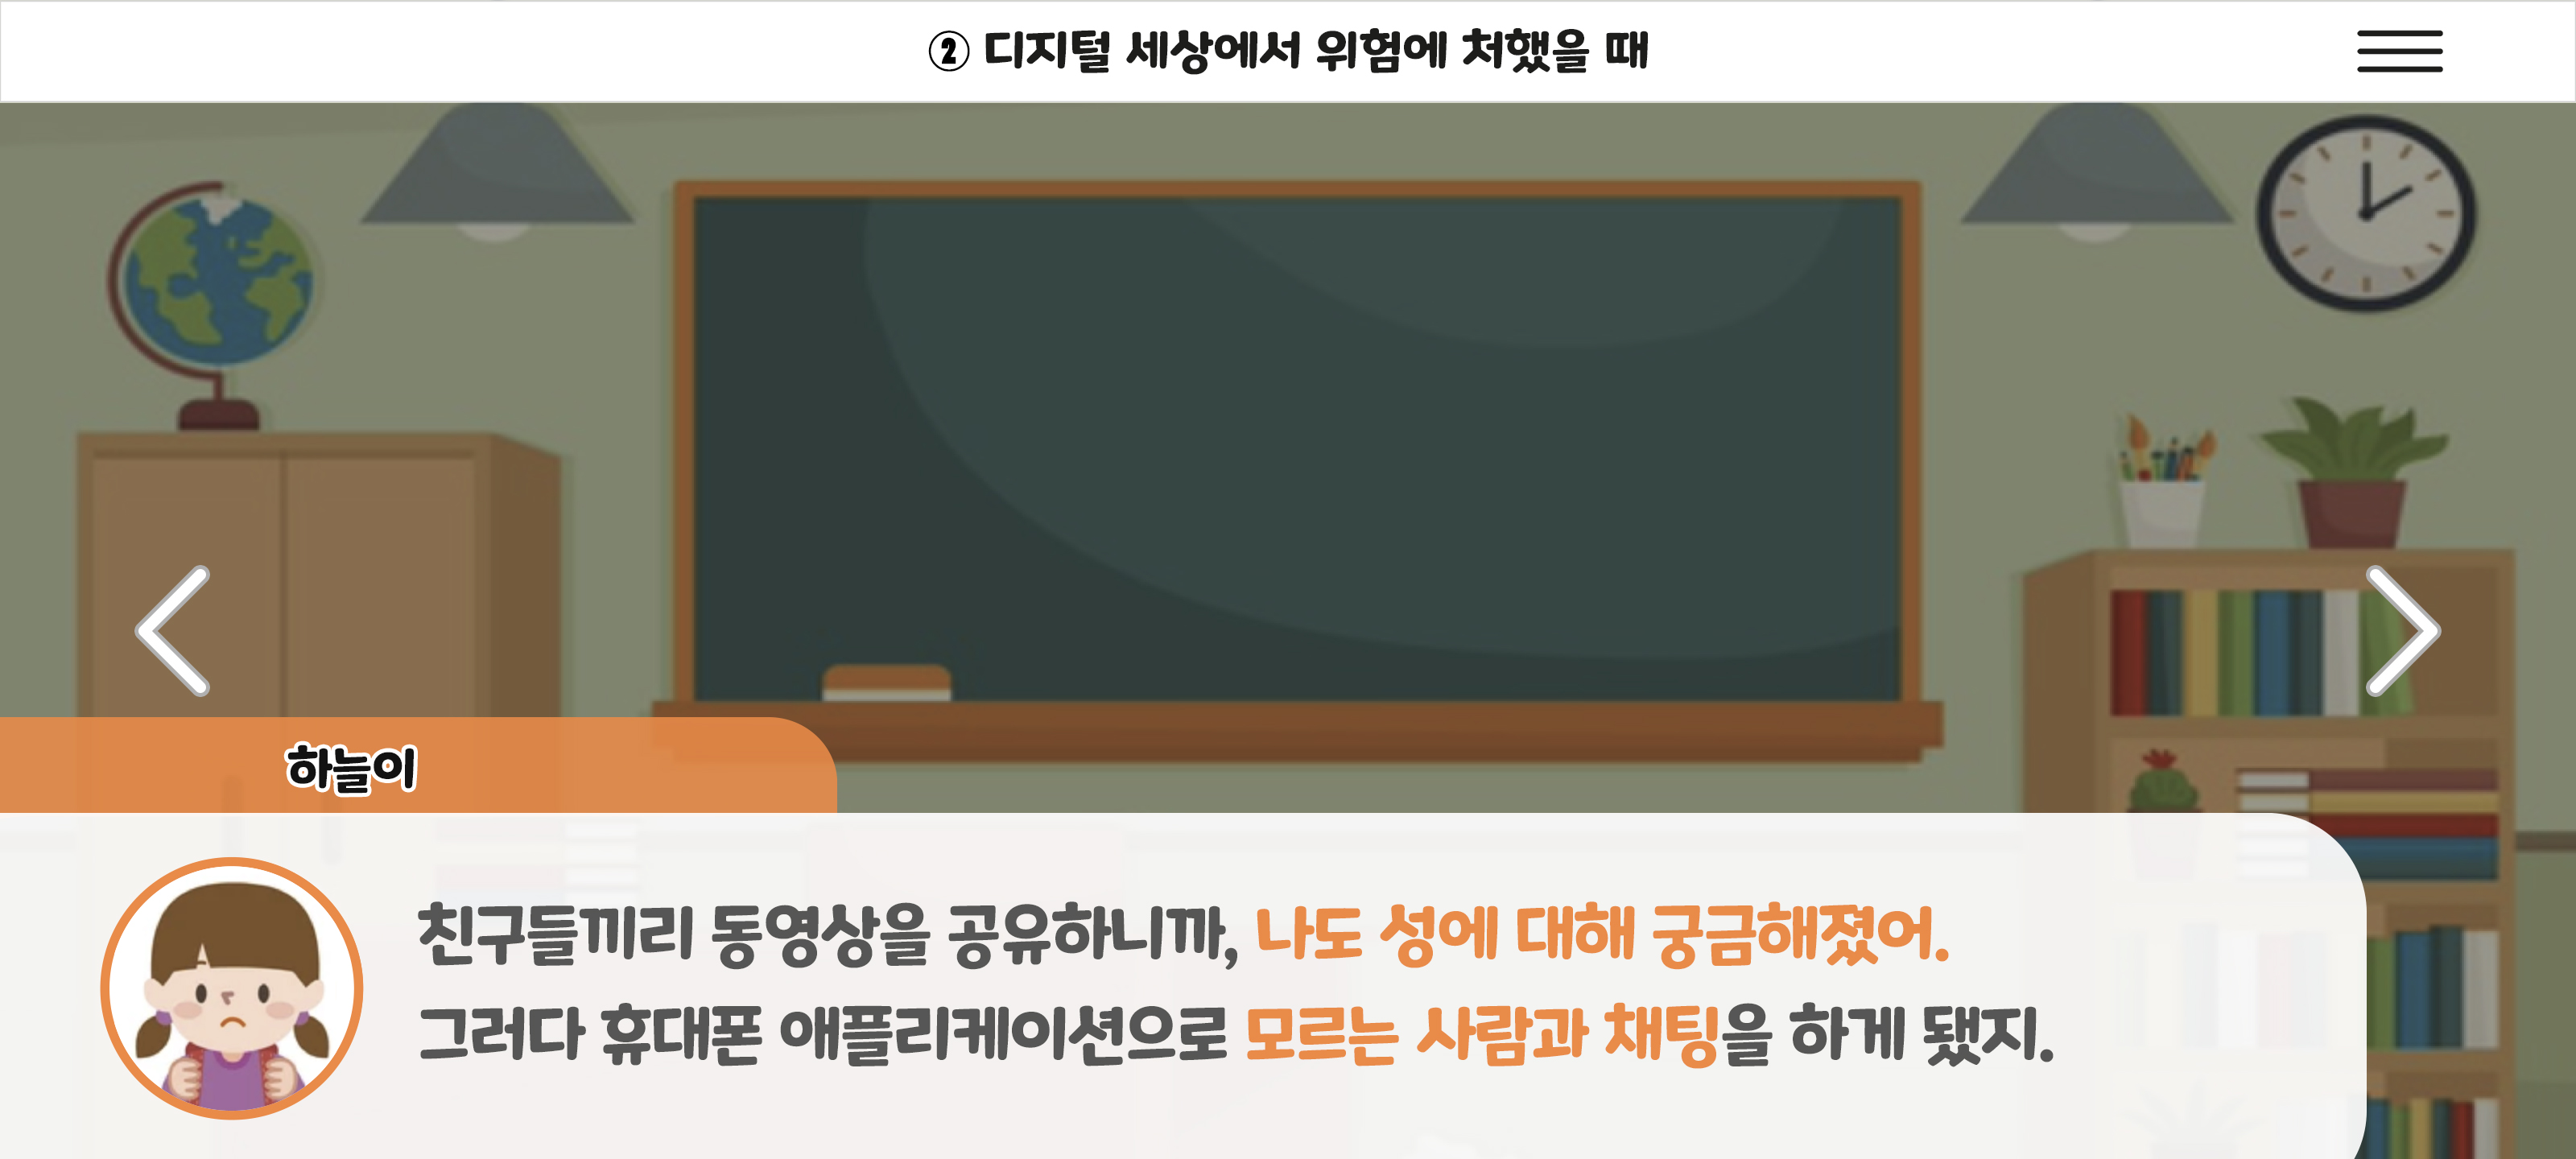 ② 디지털 세상에서 위험에 처했을 때
하늘이
친구들끼리 동영상을 공유하니까, 나도 성에 대해 궁금해졌어.
그러다 휴대폰 애플리케이션으로 모르는 사람과 채팅을 하게 됐지.